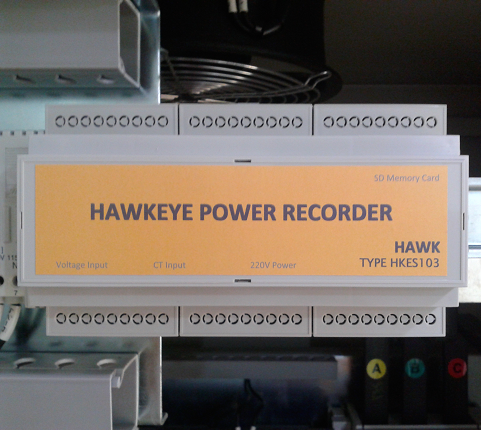 SD Memory Card
HAWKEYE POWER RECORDER
HAWK
TYPE HKES103
Voltage Input CT Input 220V Power
A B C